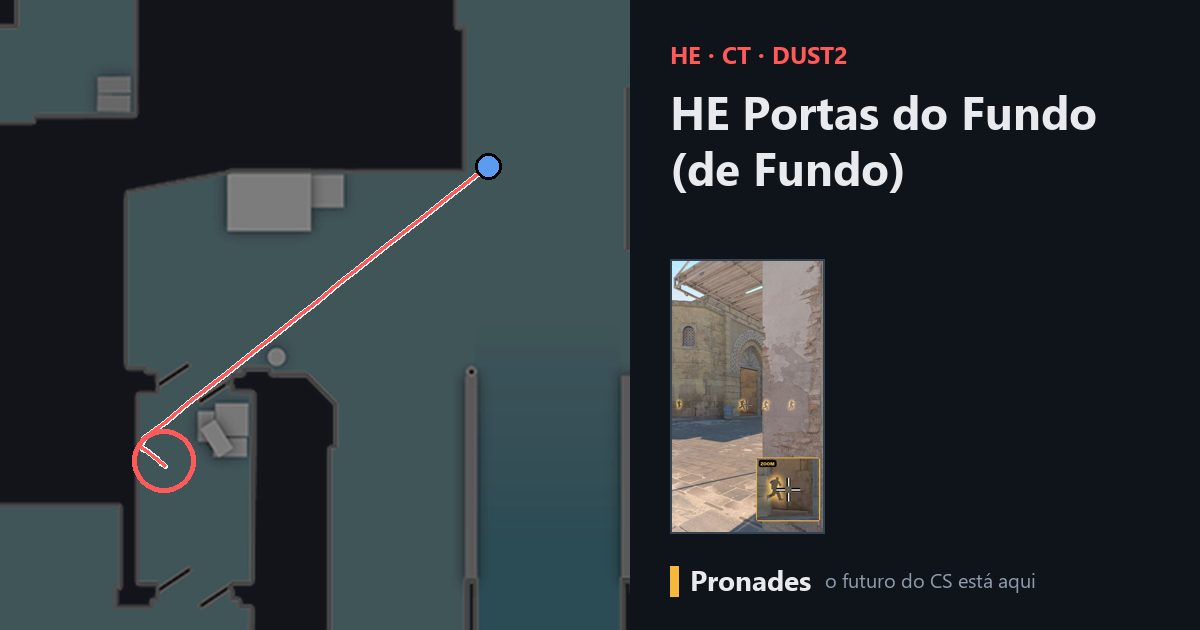 HE · CT · DUST2
HE Portas do Fundo
(de Fundo)
ZOOM
Pronades o futuro do CS está aqui